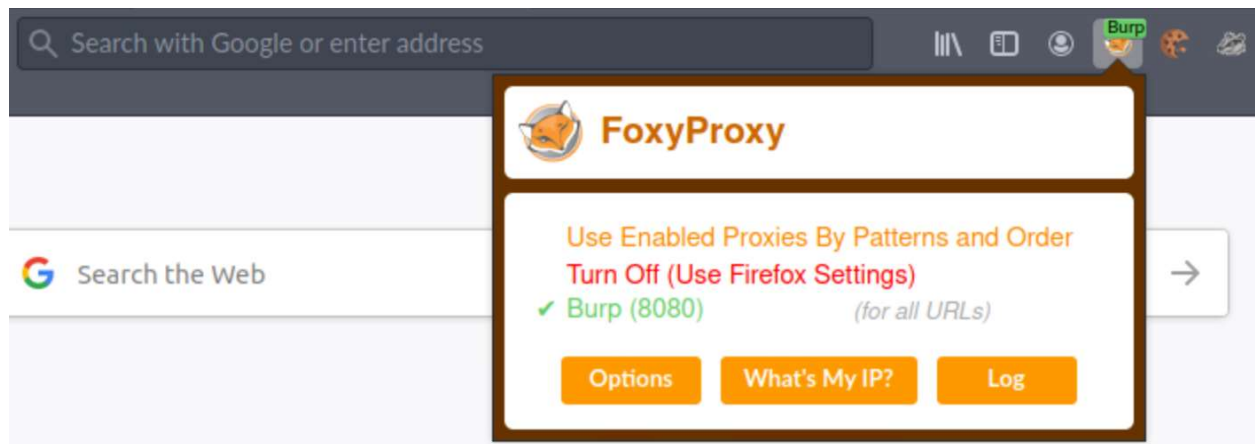 Search with Google or enter address
Burp
FoxyProxy
Use Enabled Proxies By Patterns and Order
Turn Off (Use Firefox Settings)
✔ Burp (8080) (for all URLs)
G Search the Web
Options What's My IP? Log